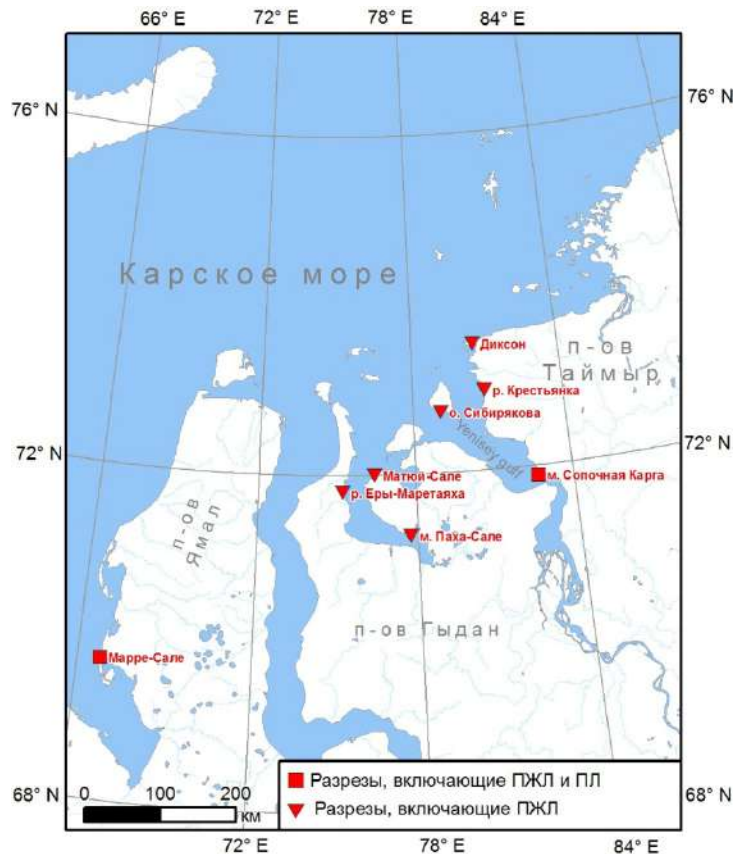 66° E 72° E 78° E 84° E
76° N 76° N
Карское море
Диксон
п-ов
Таймыр
р. Крестьянка
о. Сибирякова
Yenisey gulf
72° N 72° N
Матюй-Сале
м. Сопочная Карга
р. Еры-Маретаяха
п-ов
Ямал
м. Паха-Сале
п-ов Гыдан
Марре-Сале
Разрезы, включающие ПЖЛ и ПЛ
68° N 68° N
0 100 200
км
Разрезы, включающие ПЖЛ
72° E 78° E 84° E